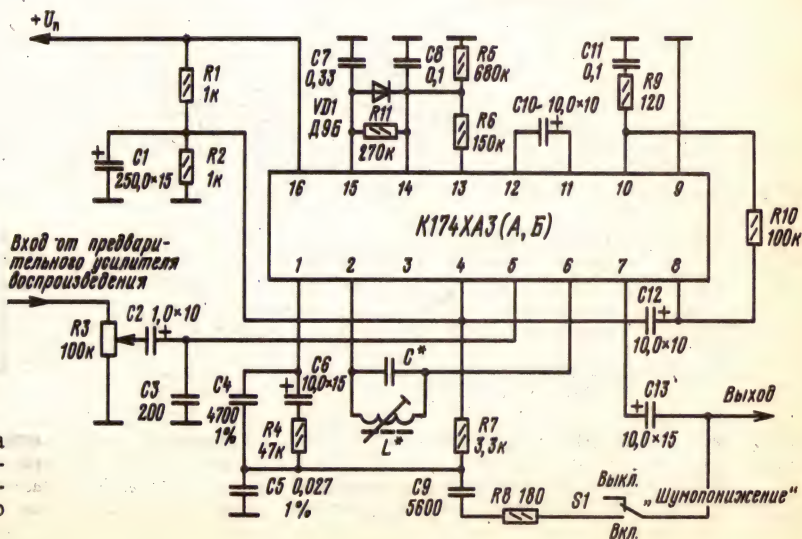 +Uп
R1
1к
C1
250,0×15
R2
1к
C7
0,33
VD1
Д9Б
R11
270к
C8
0,1
R5
680к
R6
150к
C10 10,0×10
C11
0,1
R9
120
R10
100к
16 15 14 13 12 11 10 9
К174ХА3 (А, Б)
1 2 3 4 5 6 7 8
Вход от предвари-
тельного усилителя
воспроизведения
R3
100к
C2 1,0×10
C3
200
C4
4700
1%
C6
10,0×15
R4
47к
C5 0,027
1%
C*
L*
R7
3,3к
C9
5600
R8 180
C12
10,0×10
C13
10,0×15
Выход
S1
Выкл.
„Шумопонижение“
Вкл.